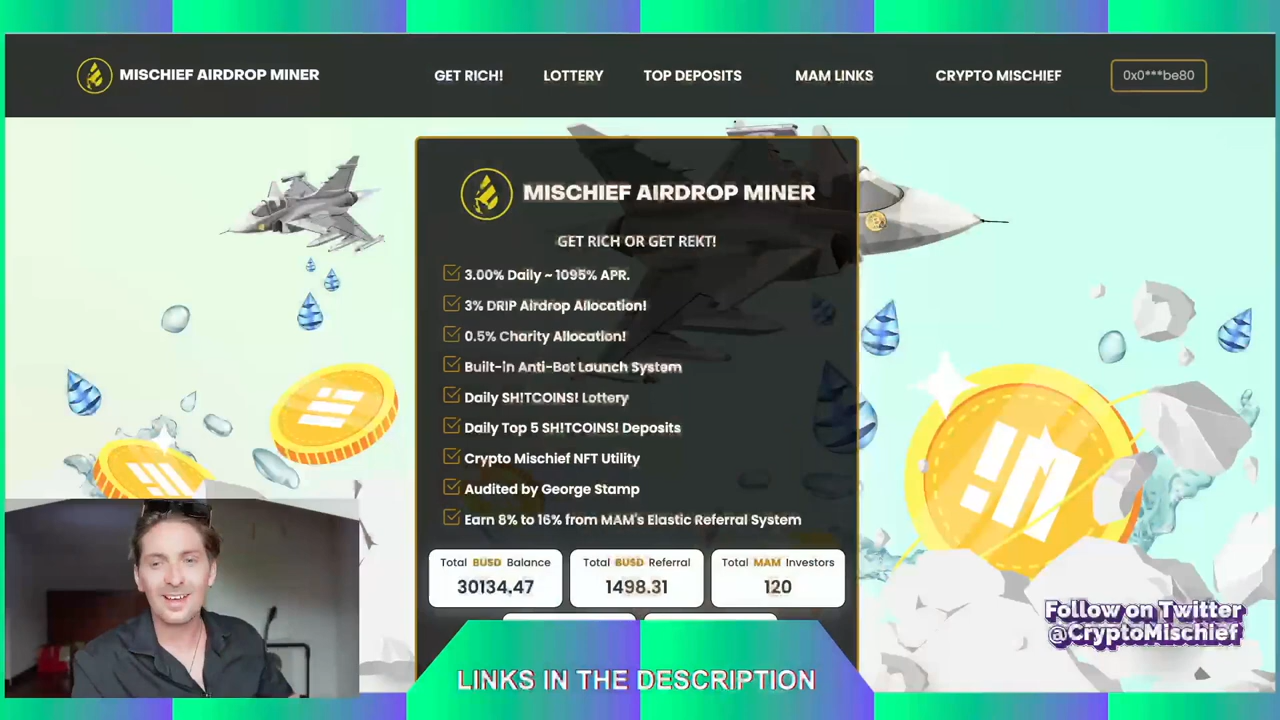 MISCHIEF AIRDROP MINER
GET RICH!
LOTTERY
TOP DEPOSITS
MAM LINKS
CRYPTO MISCHIEF
0x0***be80
MISCHIEF AIRDROP MINER
GET RICH OR GET REKT!
3.00% Daily ~ 1095% APR.
3% DRIP Airdrop Allocation!
0.5% Charity Allocation!
Built-in Anti-Bot Launch System
Daily SH!TCOINS! Lottery
Daily Top 5 SH!TCOINS! Deposits
Crypto Mischief NFT Utility
Audited by George Stamp
Earn 8% to 16% from MAM's Elastic Referral System
Total BUSD Balance
30134.47
Total BUSD Referral
1498.31
Total MAM Investors
120
Follow on Twitter
@CryptoMischief
LINKS IN THE DESCRIPTION